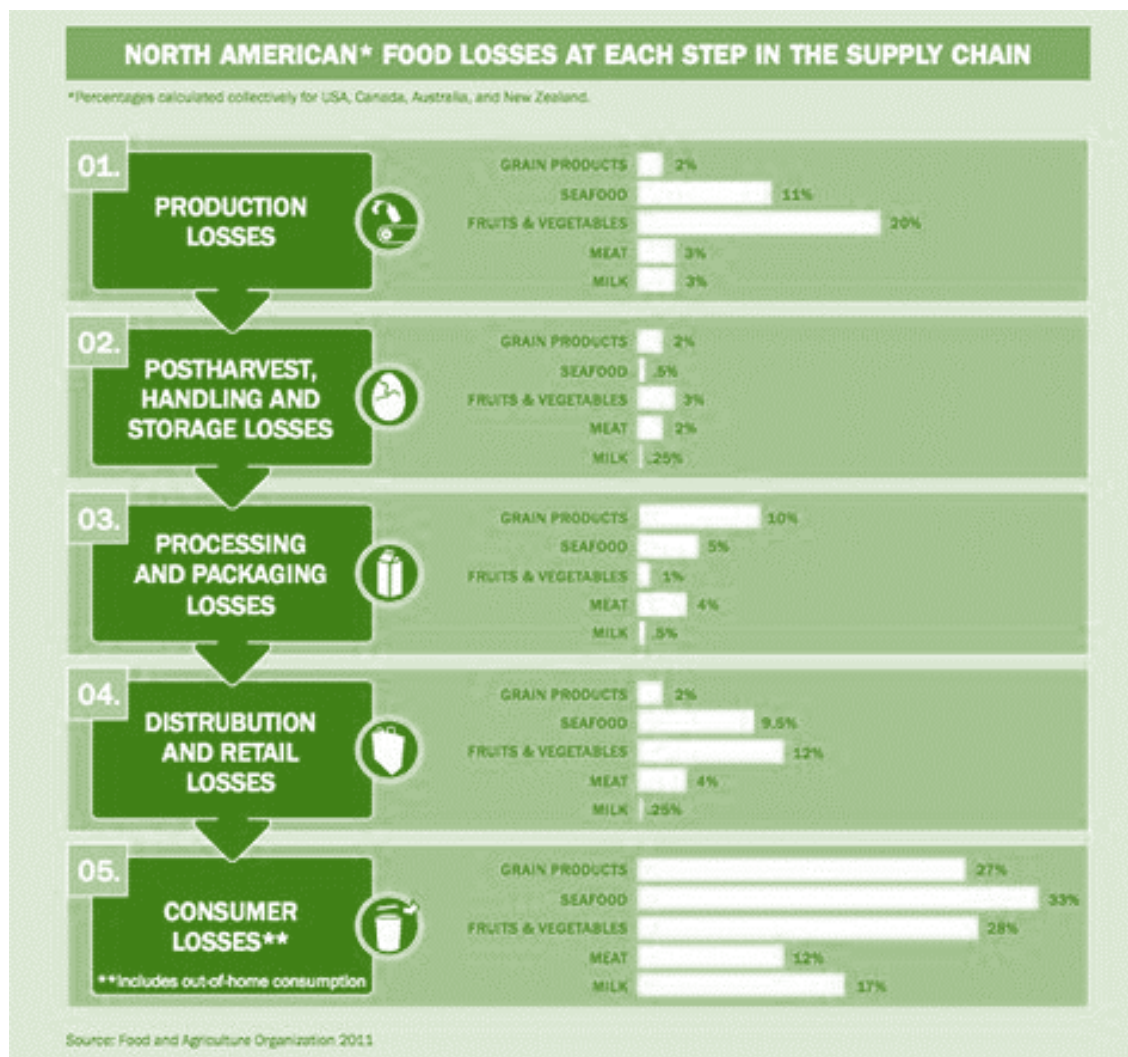 NORTH AMERICAN* FOOD LOSSES AT EACH STEP IN THE SUPPLY CHAIN
*Percentages calculated collectively for USA, Canada, Australia, and New Zealand.
01.
PRODUCTION
LOSSES
GRAIN PRODUCTS 2%
SEAFOOD 11%
FRUITS & VEGETABLES 20%
MEAT 3%
MILK 3%
02.
POSTHARVEST,
HANDLING AND
STORAGE LOSSES
GRAIN PRODUCTS 2%
SEAFOOD .5%
FRUITS & VEGETABLES 3%
MEAT 2%
MILK .25%
03.
PROCESSING
AND PACKAGING
LOSSES
GRAIN PRODUCTS 10%
SEAFOOD 5%
FRUITS & VEGETABLES 1%
MEAT 4%
MILK .5%
04.
DISTRUBUTION
AND RETAIL
LOSSES
GRAIN PRODUCTS 2%
SEAFOOD 9.5%
FRUITS & VEGETABLES 12%
MEAT 4%
MILK .25%
05.
CONSUMER
LOSSES**
**Includes out-of-home consumption
GRAIN PRODUCTS 27%
SEAFOOD 33%
FRUITS & VEGETABLES 28%
MEAT 12%
MILK 17%
Source: Food and Agriculture Organization 2011